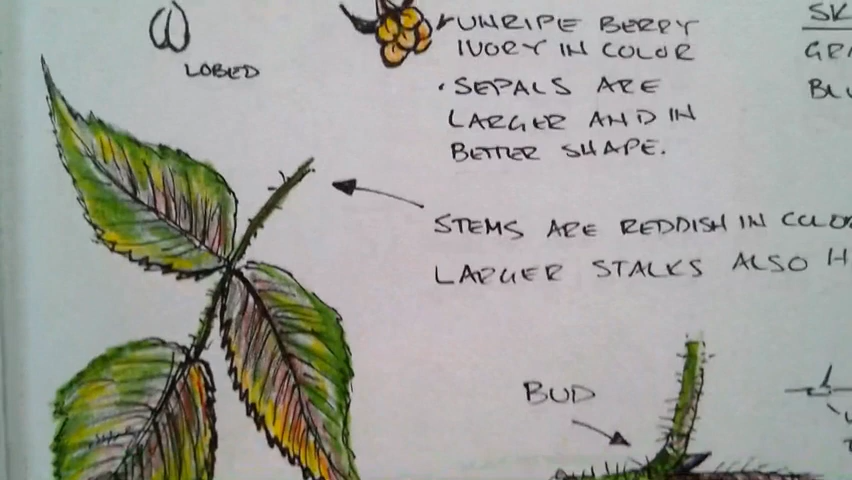 LOBED
UNRIPE BERRY
IVORY IN COLOR
• SEPALS ARE
LARGER AND IN
BETTER SHAPE.
STEMS ARE REDDISH IN COLOR
LARGER STALKS ALSO
BUD